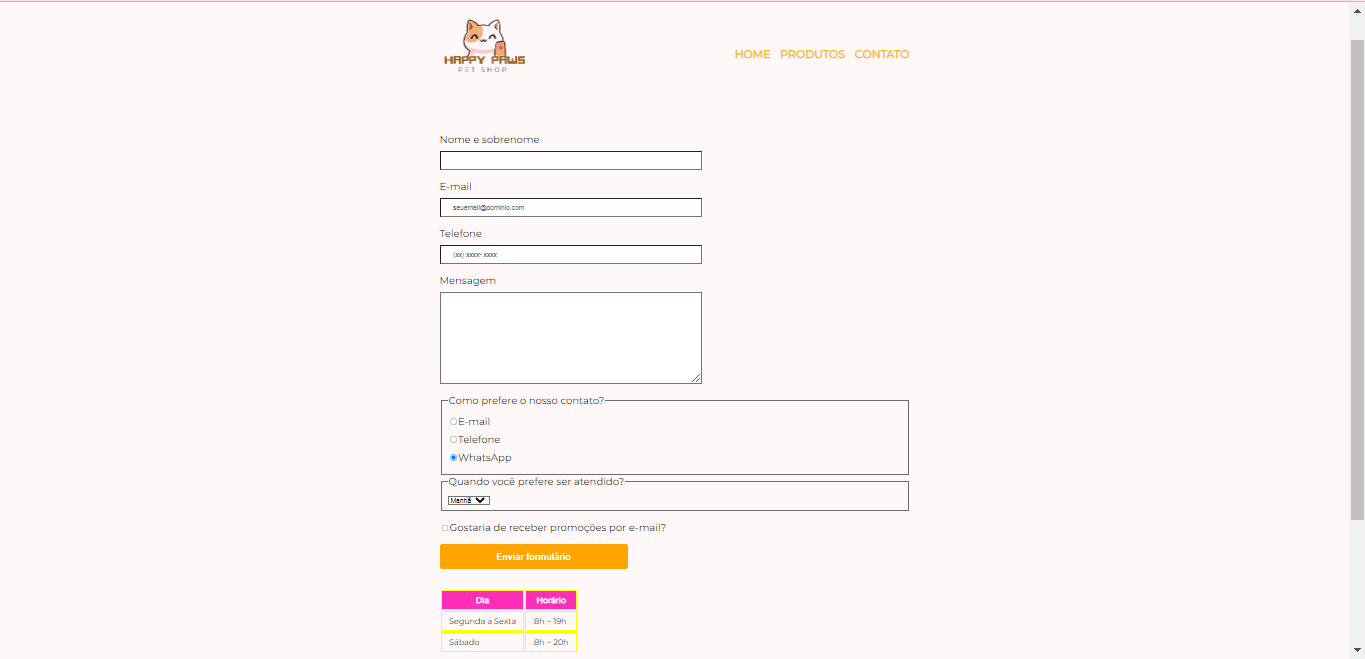 HAPPY PAWS
PET SHOP
HOME PRODUTOS CONTATO
Nome e sobrenome
E-mail
seuemail@dominio.com
Telefone
(xx) xxxx- xxxx
Mensagem
Como prefere o nosso contato?
E-mail
Telefone
WhatsApp
Quando você prefere ser atendido?
Manhã
Gostaria de receber promoções por e-mail?
Enviar formulário
Dia Horário
Segunda a Sexta 8h ~ 19h
Sábado 8h ~ 20h